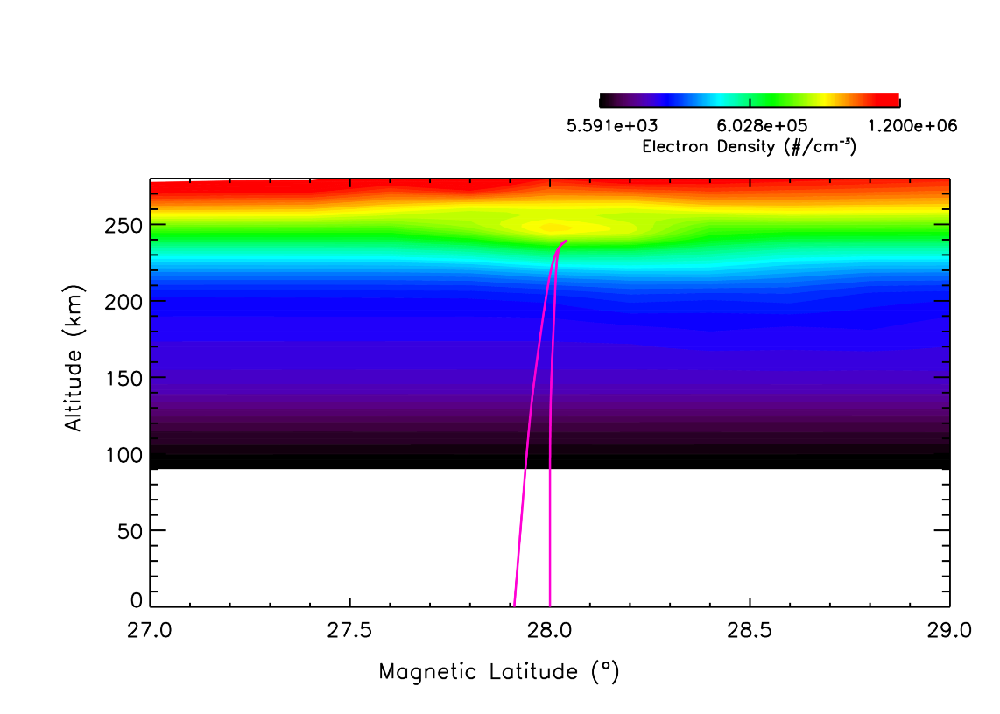 5.591e+03 6.028e+05 1.200e+06
Electron Density (#/cm⁻³)
250
200
150
100
50
0
Altitude (km)
27.0 27.5 28.0 28.5 29.0
Magnetic Latitude (°)